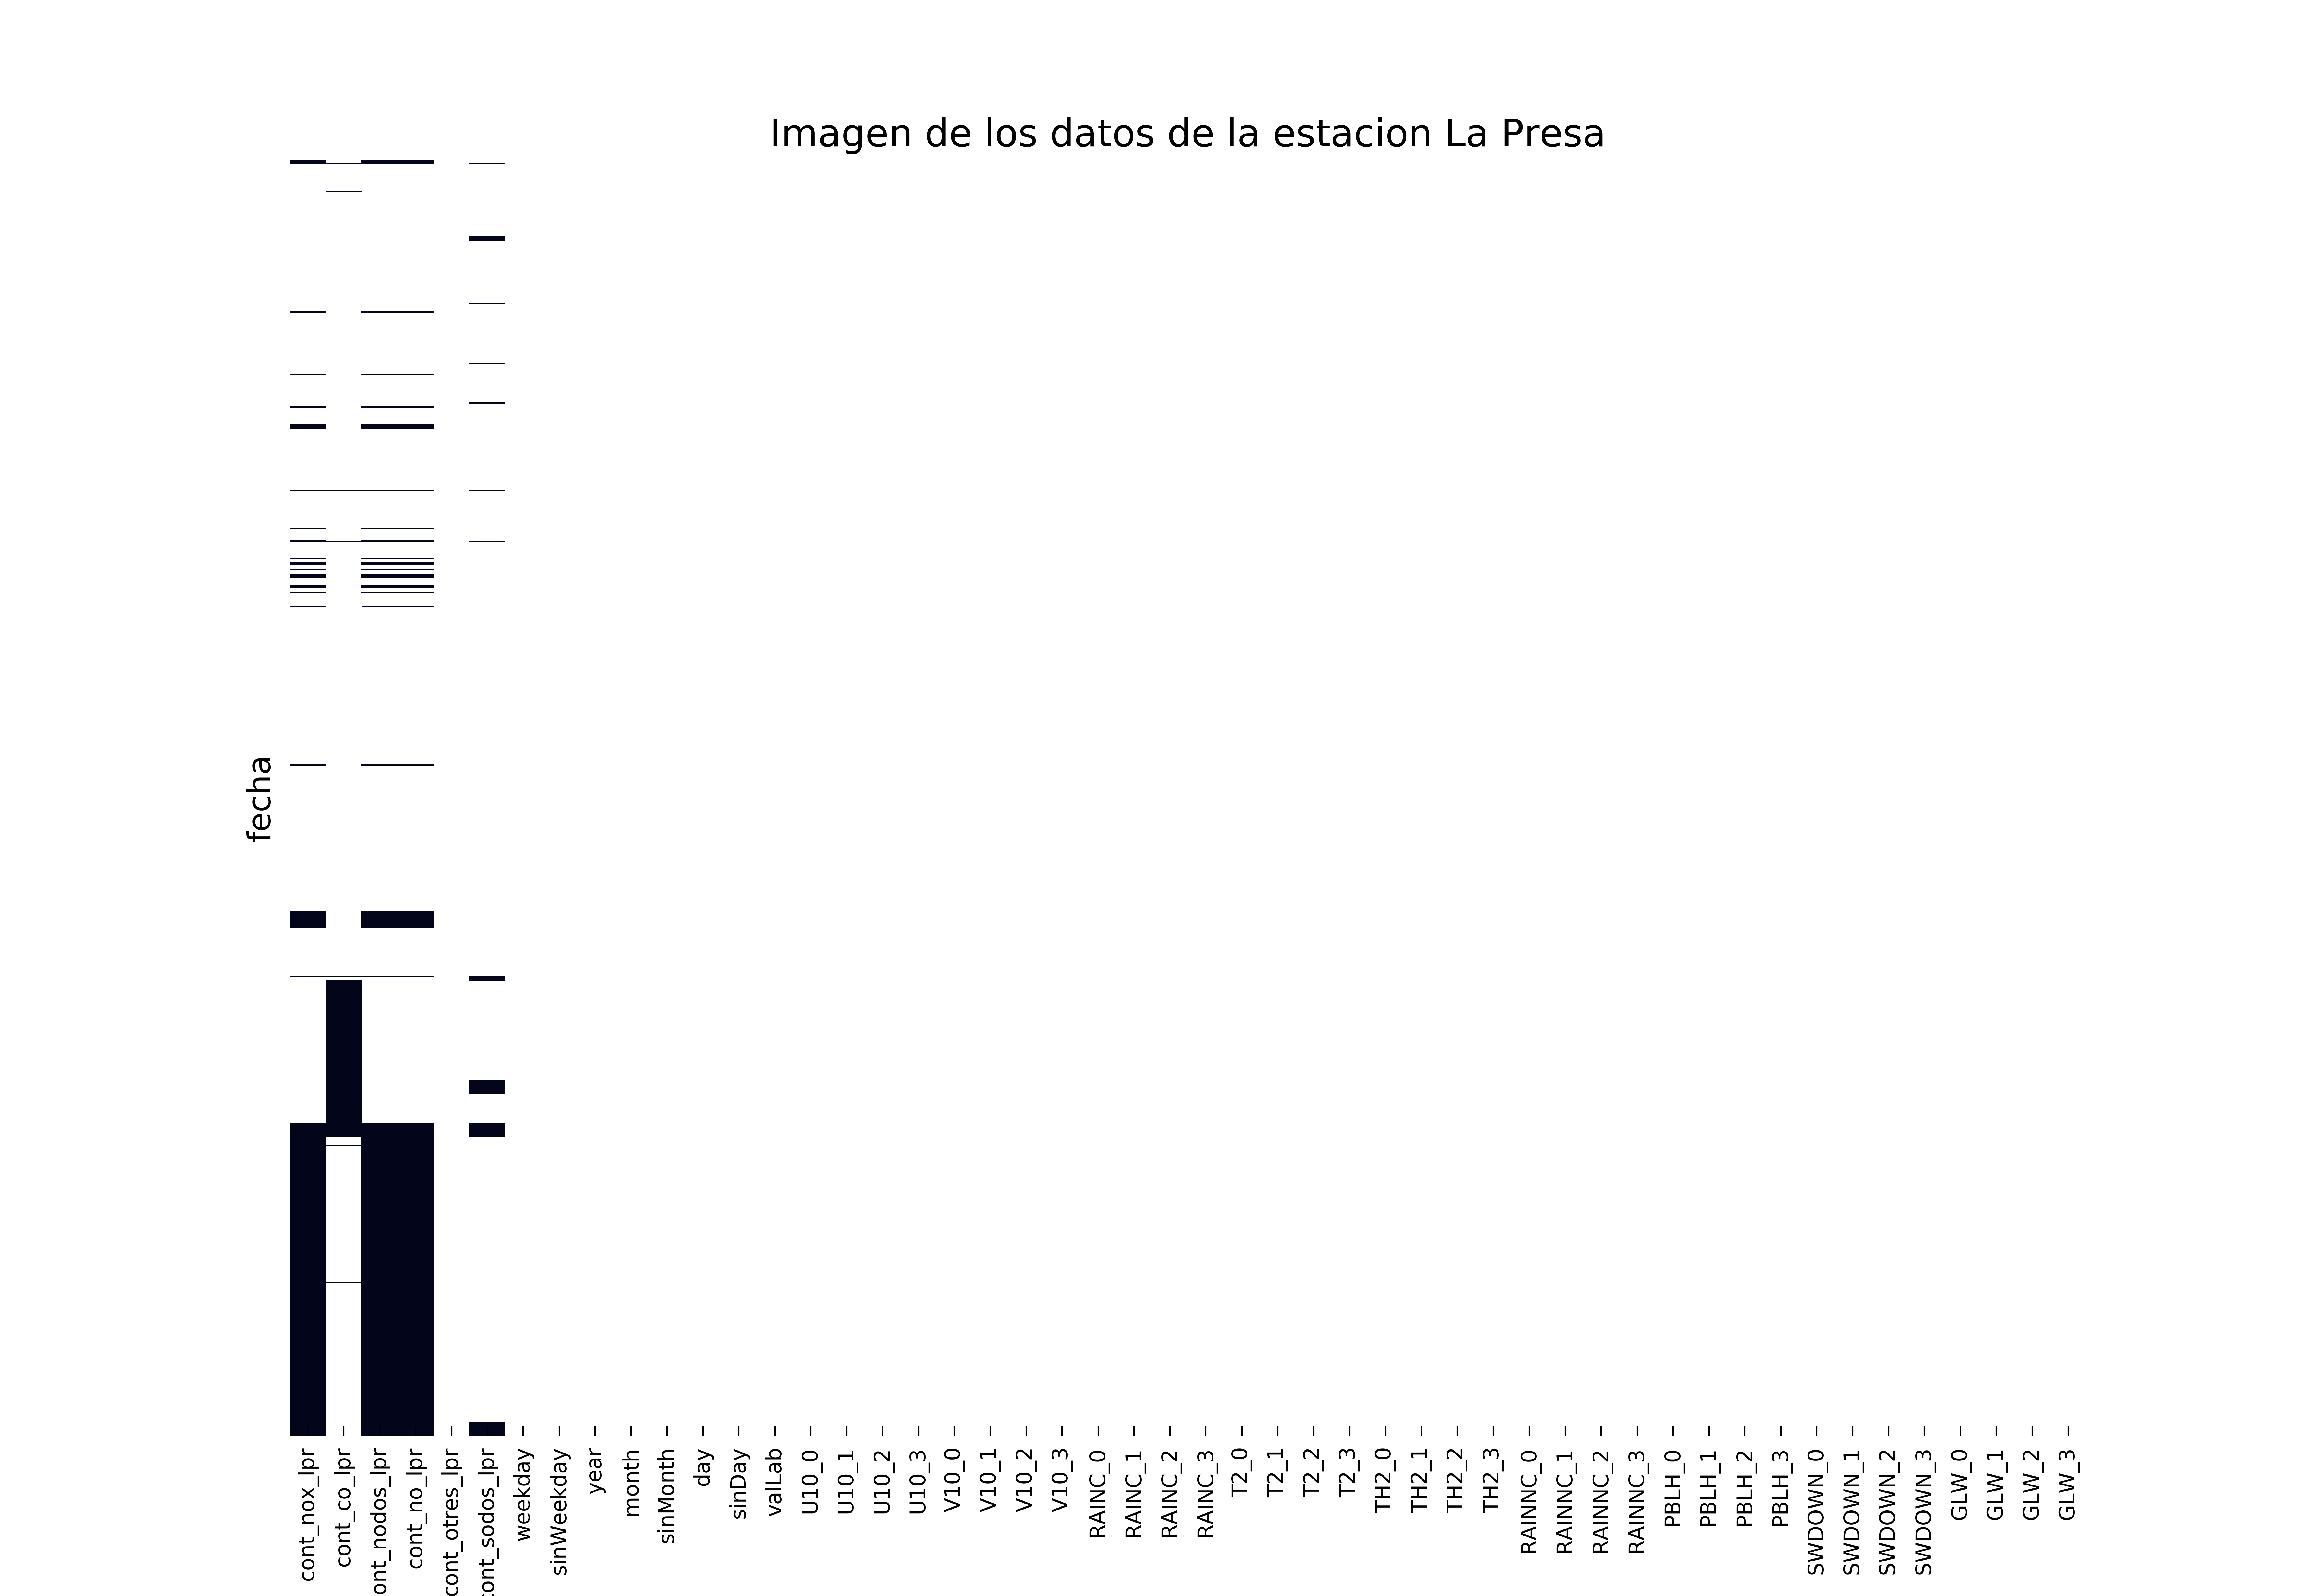 Imagen de los datos de la estacion La Presa
fecha
cont_nox_lpr
cont_co_lpr
ont_nodos_lpr
cont_no_lpr
cont_otres_lpr
cont_sodos_lpr
weekday
sinWeekday
year
month
sinMonth
day
sinDay
valLab
U10_0
U10_1
U10_2
U10_3
V10_0
V10_1
V10_2
V10_3
RAINC_0
RAINC_1
RAINC_2
RAINC_3
T2_0
T2_1
T2_2
T2_3
TH2_0
TH2_1
TH2_2
TH2_3
RAINNC_0
RAINNC_1
RAINNC_2
RAINNC_3
PBLH_0
PBLH_1
PBLH_2
PBLH_3
SWDOWN_0
SWDOWN_1
SWDOWN_2
SWDOWN_3
GLW_0
GLW_1
GLW_2
GLW_3